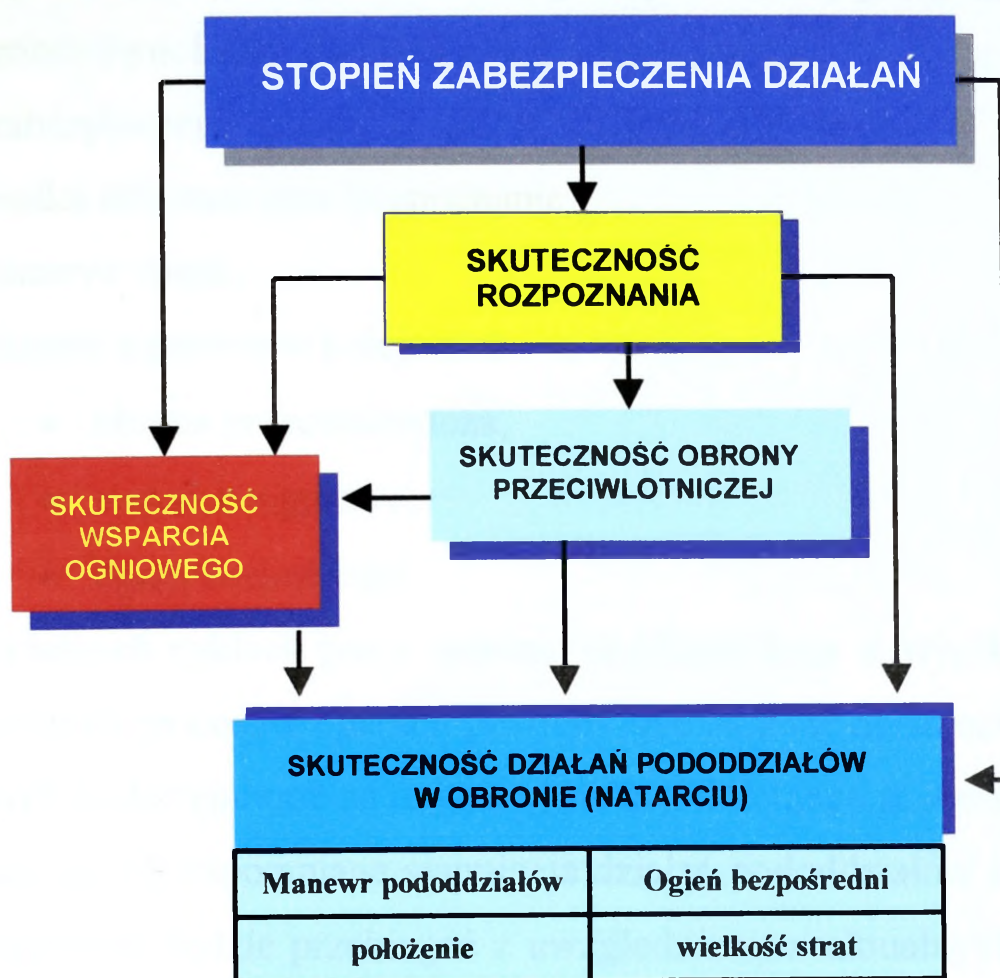 STOPIEŃ ZABEZPIECZENIA DZIAŁAŃ
SKUTECZNOŚĆ
ROZPOZNANIA
SKUTECZNOŚĆ OBRONY
PRZECIWLOTNICZEJ
SKUTECZNOŚĆ
WSPARCIA
OGNIOWEGO
SKUTECZNOŚĆ DZIAŁAŃ PODODDZIAŁÓW
W OBRONIE (NATARCIU)
Manewr pododdziałów
Ogień bezpośredni
położenie
wielkość strat